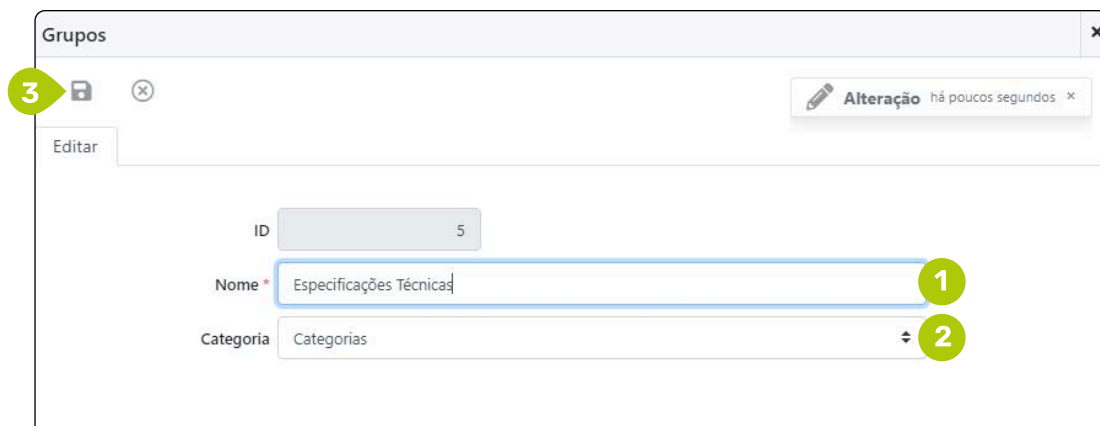 Grupos
3
Alteração há poucos segundos ×
Editar
ID 5
Nome * Especificações Técnicas 1
Categoria Categorias 2